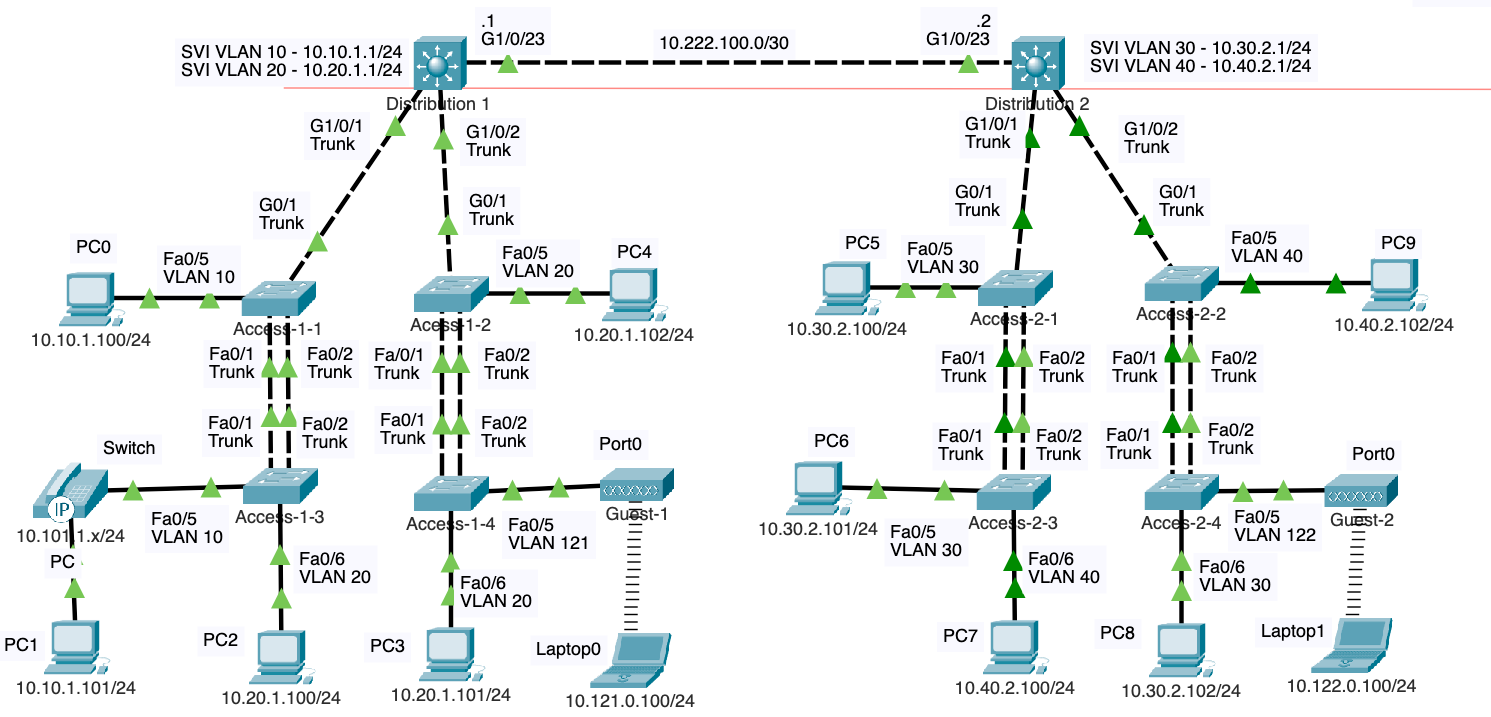 .1
G1/0/23
10.222.100.0/30
.2
G1/0/23
SVI VLAN 10 - 10.10.1.1/24
SVI VLAN 20 - 10.20.1.1/24
SVI VLAN 30 - 10.30.2.1/24
SVI VLAN 40 - 10.40.2.1/24
Distribution 1
Distribution 2
G1/0/1
Trunk
G1/0/2
Trunk
G1/0/1
Trunk
G1/0/2
Trunk
G0/1
Trunk
G0/1
Trunk
G0/1
Trunk
G0/1
Trunk
PC0
Fa0/5
VLAN 10
10.10.1.100/24
Access-1-1
Fa0/5
VLAN 20
PC4
10.20.1.102/24
Acess-1-2
PC5
Fa0/5
VLAN 30
10.30.2.100/24
Access-2-1
Fa0/5
VLAN 40
PC9
10.40.2.102/24
Access-2-2
Fa0/1
Trunk
Fa0/2
Trunk
Fa/0/1
Trunk
Fa0/2
Trunk
Fa0/1
Trunk
Fa0/2
Trunk
Fa0/1
Trunk
Fa0/2
Trunk
Fa0/1
Trunk
Fa0/2
Trunk
Fa0/1
Trunk
Fa0/2
Trunk
Fa0/1
Trunk
Fa0/2
Trunk
Fa0/1
Trunk
Fa0/2
Trunk
Switch
IP
10.101.1.x/24
PC
Fa0/5
VLAN 10
Access-1-3
Fa0/6
VLAN 20
Port0
Guest-1
Access-1-4
Fa0/5
VLAN 121
Fa0/6
VLAN 20
PC6
10.30.2.101/24
Fa0/5
VLAN 30
Access-2-3
Fa0/6
VLAN 40
Port0
Guest-2
Acces-2-4
Fa0/5
VLAN 122
Fa0/6
VLAN 30
PC1
10.10.1.101/24
PC2
10.20.1.100/24
PC3
10.20.1.101/24
Laptop0
10.121.0.100/24
PC7
10.40.2.100/24
PC8
10.30.2.102/24
Laptop1
10.122.0.100/24